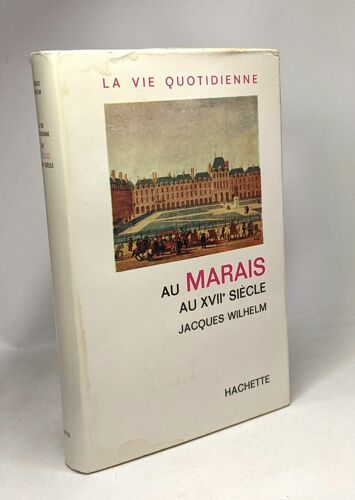 LA VIE QUOTIDIENNE
AU MARAIS
AU XVIIᵉ SIÈCLE
JACQUES WILHELM
HACHETTE